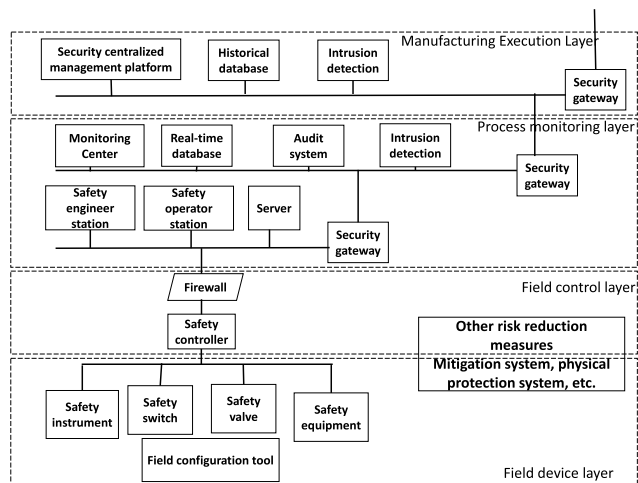 Manufacturing Execution Layer
Security centralized
management platform
Historical
database
Intrusion
detection
Security
gateway
Process monitoring layer
Monitoring
Center
Real-time
database
Audit
system
Intrusion
detection
Security
gateway
Safety
engineer
station
Safety
operator
station
Server
Security
gateway
Firewall
Field control layer
Safety
controller
Other risk reduction
measures
Mitigation system, physical
protection system, etc.
Safety
instrument
Safety
switch
Safety
valve
Safety
equipment
Field configuration tool
Field device layer